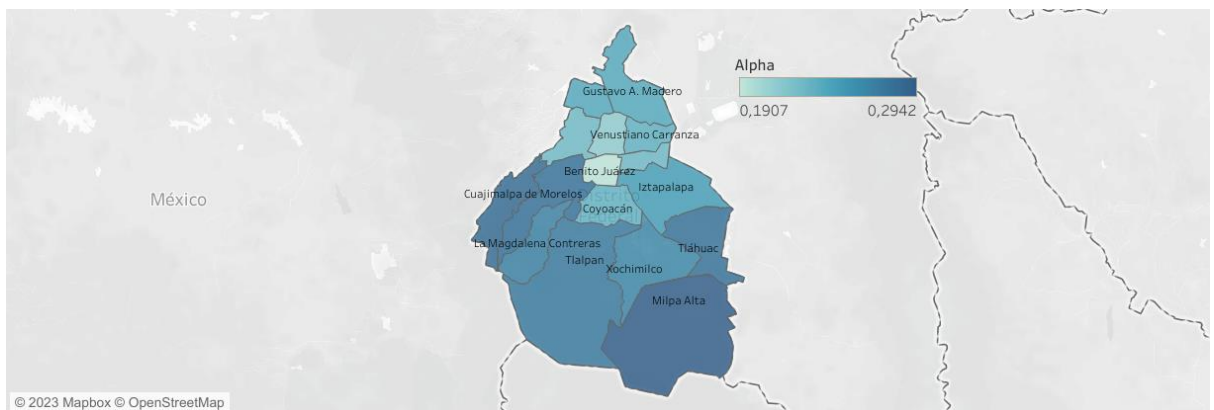 Alpha
0,1907 0,2942
Gustavo A. Madero
Venustiano Carranza
Benito Juárez
Cuajimalpa de Morelos
Iztapalapa
México
Distrito
Coyoacán
La Magdalena Contreras
Tláhuac
Tlalpan
Xochimilco
Milpa Alta
© 2023 Mapbox © OpenStreetMap